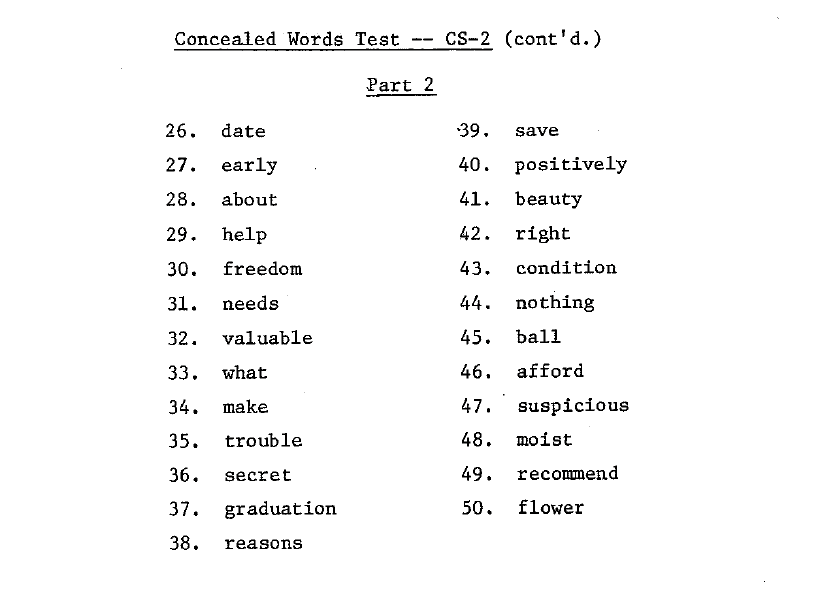 Concealed Words Test -- CS-2 (cont'd.)
Part 2
26. date
27. early
28. about
29. help
30. freedom
31. needs
32. valuable
33. what
34. make
35. trouble
36. secret
37. graduation
38. reasons
39. save
40. positively
41. beauty
42. right
43. condition
44. nothing
45. ball
46. afford
47. suspicious
48. moist
49. recommend
50. flower